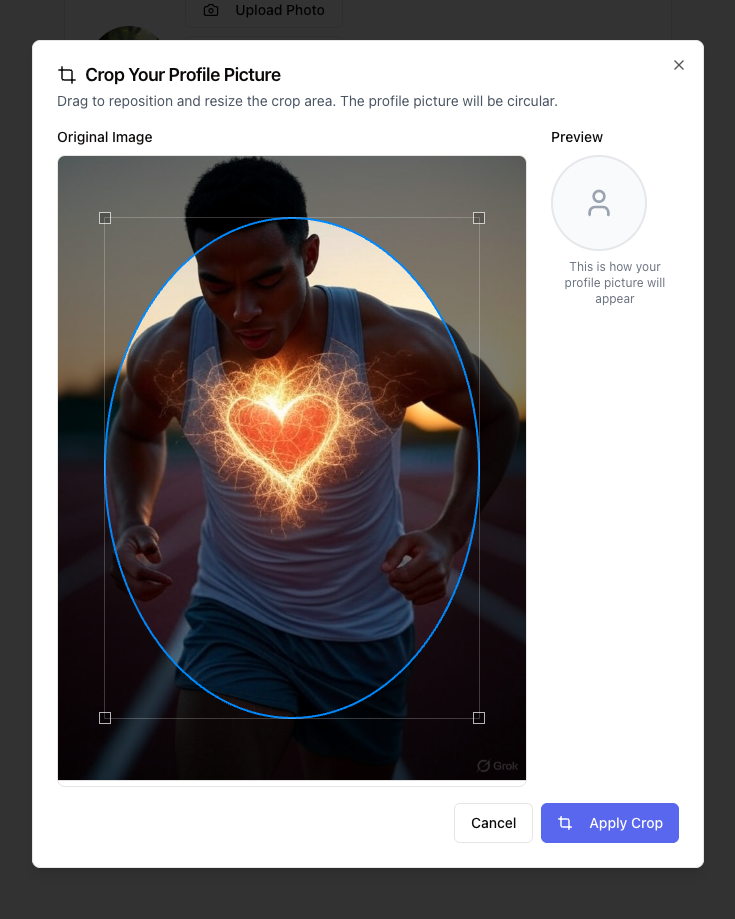 Upload Photo
Crop Your Profile Picture
Drag to reposition and resize the crop area. The profile picture will be circular.
Original Image
Preview
This is how your
profile picture will
appear
Grok
Cancel
Apply Crop